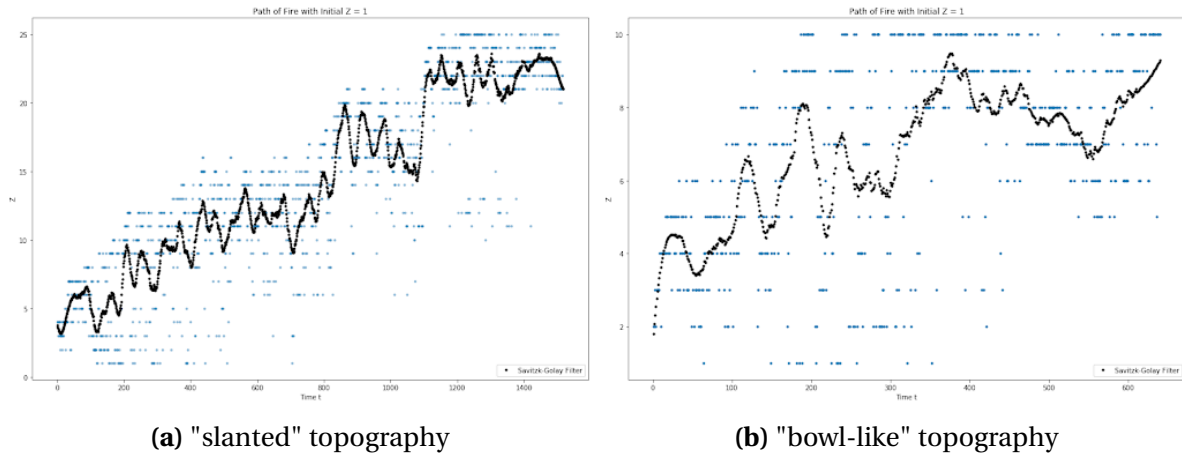 Path of Fire with Initial Z = 1
25
20
15
10
5
0
Z
0 200 400 600 800 1000 1200 1400
Time t
Savitzk-Golay Filter
(a) "slanted" topography
Path of Fire with Initial Z = 1
10
8
6
4
2
Z
0 100 200 300 400 500 600
Time t
Savitzk-Golay Filter
(b) "bowl-like" topography